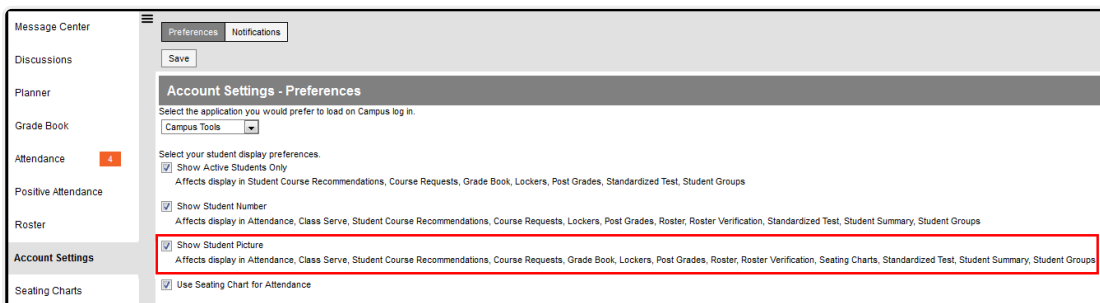 Message Center
Discussions
Planner
Grade Book
Attendance 4
Positive Attendance
Roster
Account Settings
Seating Charts
Preferences Notifications
Save
Account Settings - Preferences
Select the application you would prefer to load on Campus log in.
Campus Tools
Select your student display preferences.
Show Active Students Only
Affects display in Student Course Recommendations, Course Requests, Grade Book, Lockers, Post Grades, Standardized Test, Student Groups
Show Student Number
Affects display in Attendance, Class Serve, Student Course Recommendations, Course Requests, Lockers, Post Grades, Roster, Roster Verification, Standardized Test, Student Summary, Student Groups
Show Student Picture
Affects display in Attendance, Class Serve, Student Course Recommendations, Course Requests, Grade Book, Lockers, Post Grades, Roster, Roster Verification, Seating Charts, Standardized Test, Student Summary, Student Groups
Use Seating Chart for Attendance